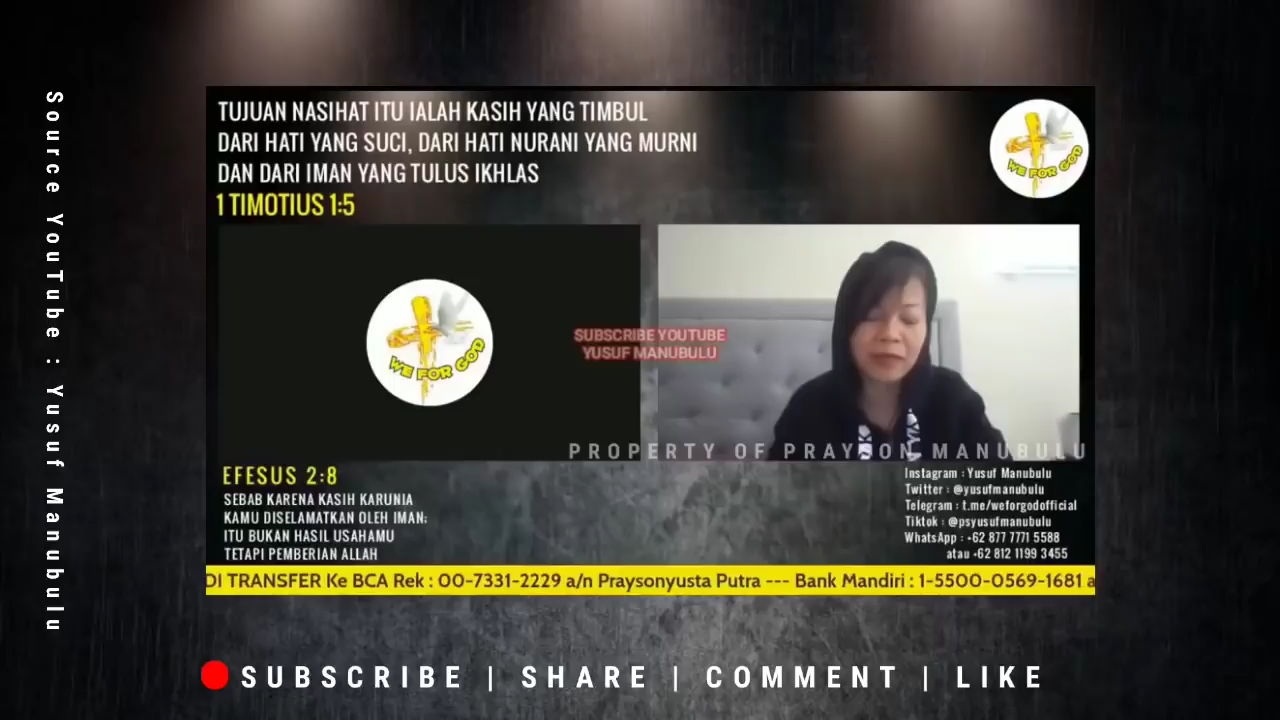 Source YouTube : Yusuf Manubulu
TUJUAN NASIHAT ITU IALAH KASIH YANG TIMBUL
DARI HATI YANG SUCI, DARI HATI NURANI YANG MURNI
DAN DARI IMAN YANG TULUS IKHLAS
1 TIMOTIUS 1:5
WE FOR GOD
WE FOR GOD
SUBSCRIBE YOUTUBE
YUSUF MANUBULU
PROPERTY OF PRAYSON MANUBULU
EFESUS 2:8
SEBAB KARENA KASIH KARUNIA
KAMU DISELAMATKAN OLEH IMAN;
ITU BUKAN HASIL USAHAMU
TETAPI PEMBERIAN ALLAH
Instagram : Yusuf Manubulu
Twitter : @yusufmanubulu
Telegram : t.me/weforgodofficial
Tiktok : @psyusufmanubulu
WhatsApp : +62 877 7771 5588
atau +62 812 1199 3455
DI TRANSFER Ke BCA Rek : 00-7331-2229 a/n Praysonyusta Putra --- Bank Mandiri : 1-5500-0569-1681 a
SUBSCRIBE | SHARE | COMMENT | LIKE